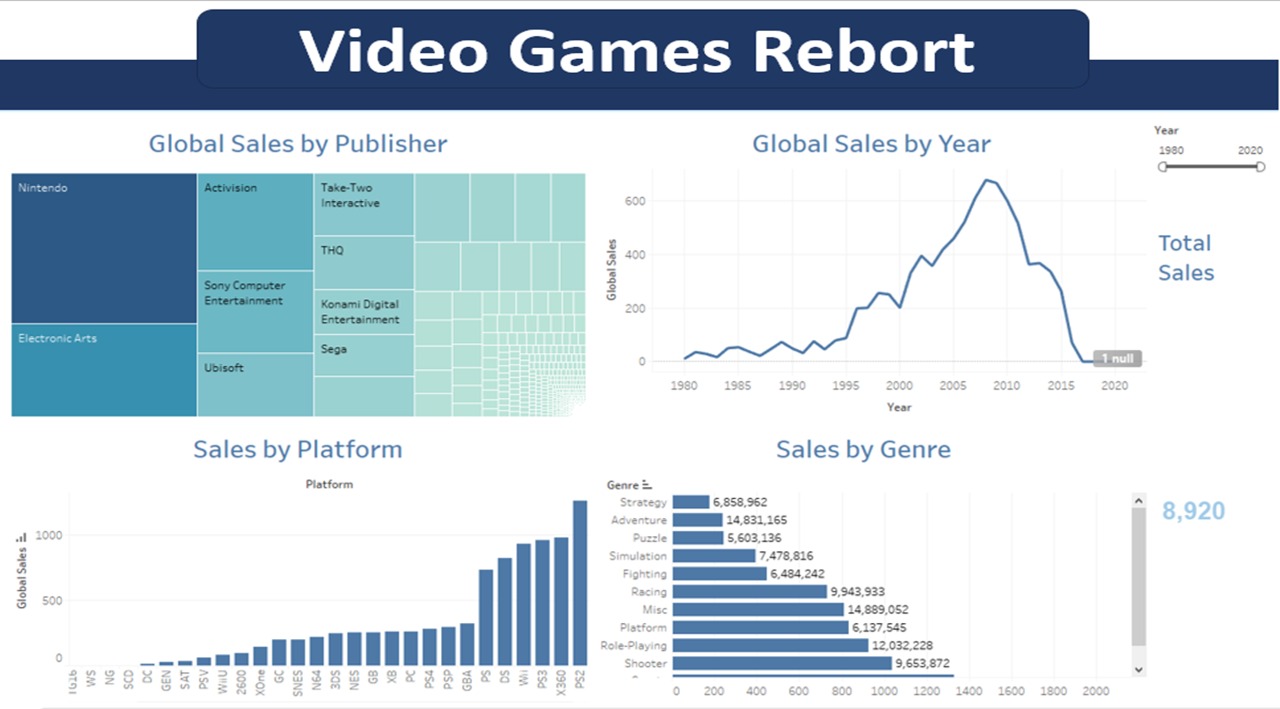 Video Games Rebort
Global Sales by Publisher
Nintendo
Electronic Arts
Activision
Sony Computer
Entertainment
Ubisoft
Take-Two
Interactive
THQ
Konami Digital
Entertainment
Sega
Global Sales by Year
Global Sales
600
400
200
0
1 null
1980
1985
1990
1995
2000
2005
2010
2015
2020
Year
Year
1980
2020
Total
Sales
8,920
Sales by Platform
Platform
Global Sales
1000
500
0
WS
NG
SCD
DC
GEN
SAT
PSV
WiiU
2600
XOne
GC
SNES
N64
3DS
NES
GB
XB
PC
PS4
PSP
GBA
PS
DS
Wii
PS3
X360
PS2
Sales by Genre
Genre
Strategy 6,858,962
Adventure 14,831,165
Puzzle 5,603,136
Simulation 7,478,816
Fighting 6,484,242
Racing 9,943,933
Misc 14,889,052
Platform 6,137,545
Role-Playing 12,032,228
Shooter 9,653,872
0
200
400
600
800
1000
1200
1400
1600
1800
2000